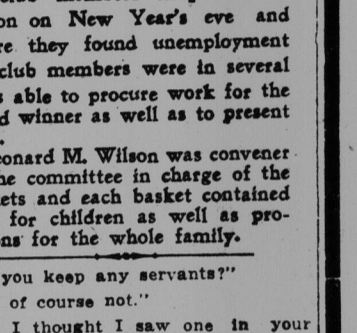 on on New Year's eve and
re they found unemployment
club members were in several
s able to procure work for the
d winner as well as to present
.
eonard M. Wilson was convener
he committee in charge of the
ets and each basket contained
for children as well as pro-
ns for the whole family.
you keep any servants?"
of course not."
I thought I saw one in your